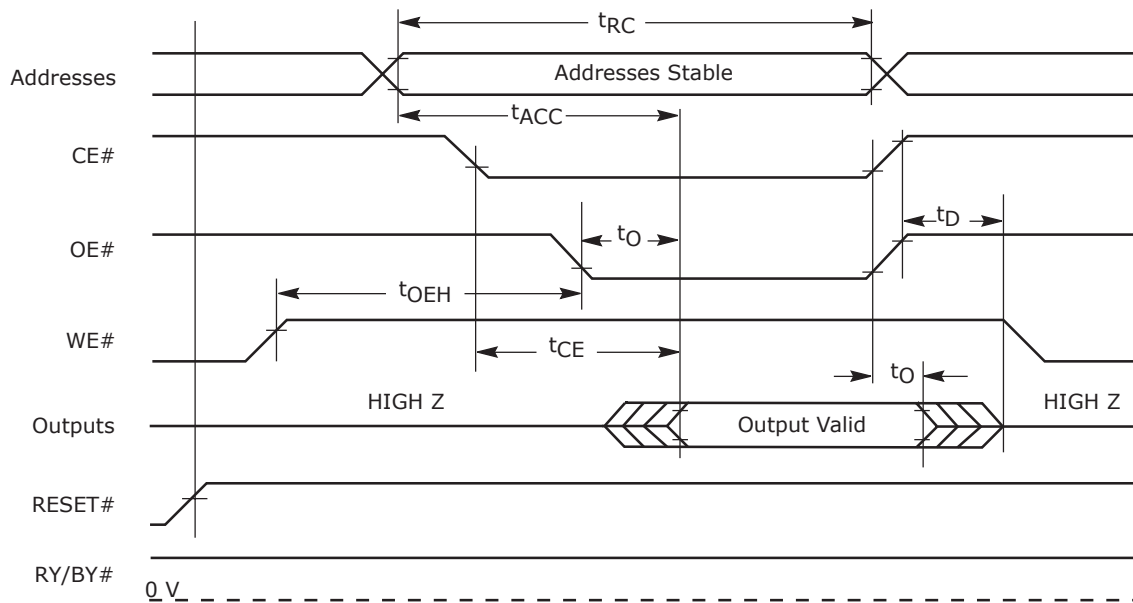 tRC
Addresses
Addresses Stable
tACC
CE#
tD
OE#
tO
tOEH
WE#
tCE
tO
HIGH Z
HIGH Z
Outputs
Output Valid
RESET#
RY/BY#
0 V